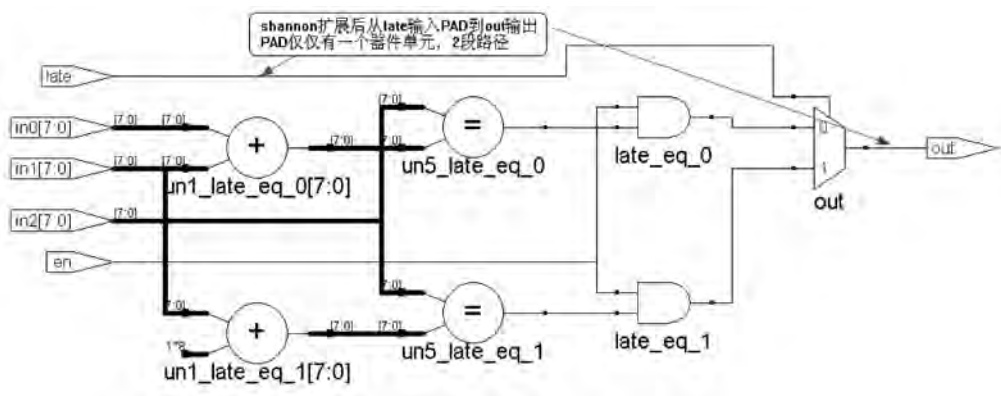 shannon扩展后从late输入PAD到out输出
PAD仅仅有一个器件单元，2段路径
late
in0[7:0]
[7:0]
[7:0]
+
un1_late_eq_0[7:0]
[7:0]
[7:0]
[7:0]
=
un5_late_eq_0
late_eq_0
0
1
out
out
in1[7:0]
[7:0]
[7:0]
in2[7:0]
[7:0]
en
[7:0]
+
un1_late_eq_1[7:0]
[7:0]
[7:0]
[7:0]
=
un5_late_eq_1
late_eq_1